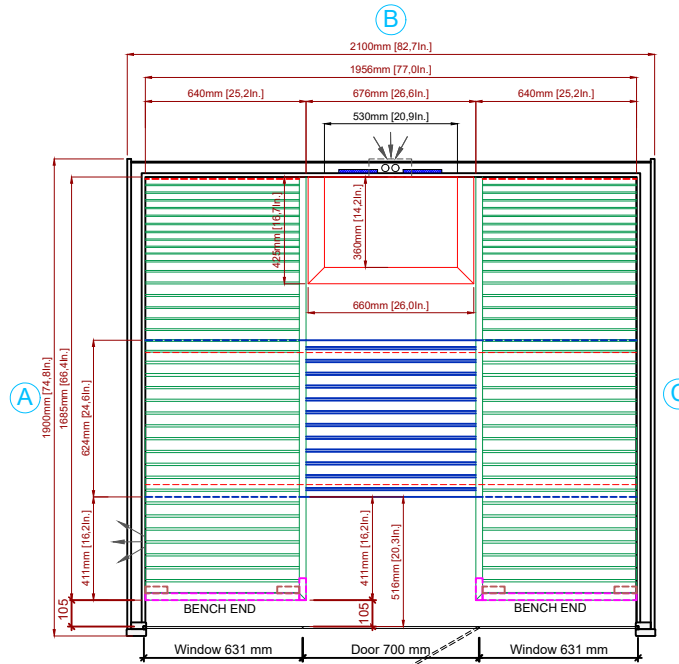 B
2100mm [82,7In.]
1956mm [77,0In.]
640mm [25,2In.]
676mm [26,6In.]
640mm [25,2In.]
530mm [20,9In.]
425mm [16,7In.]
360mm [14,2In.]
660mm [26,0In.]
A
C
1900mm [74,8In.]
1685mm [66,4In.]
624mm [24,6In.]
411mm [16,2In.]
411mm [16,2In.]
516mm [20,3In.]
105
105
BENCH END
BENCH END
Window 631 mm
Door 700 mm
Window 631 mm